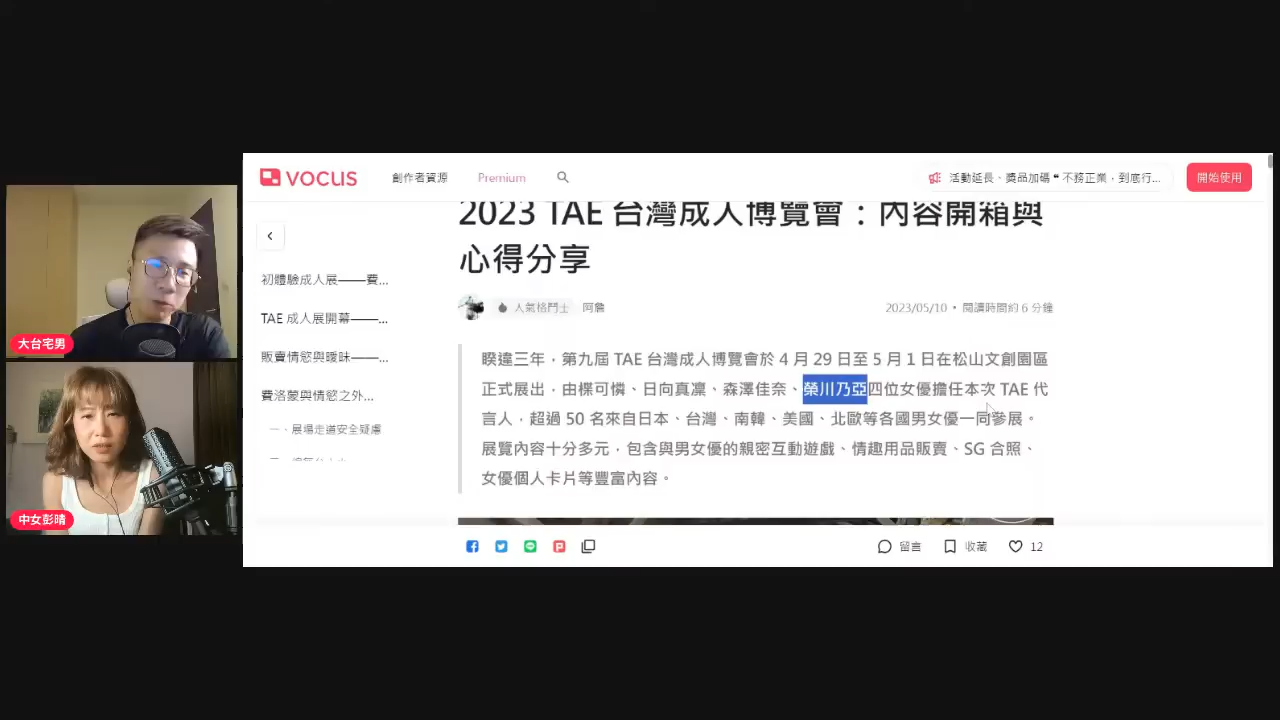 VOCUS
創作者資源
Premium
活動延長、獎品加碼❝ 不務正業，到底行...
開始使用
2023 TAE 台灣成人博覽會：內容開箱與
心得分享
初體驗成人展——費...
TAE 成人展開幕——...
販賣情慾與曖昧——...
費洛蒙與情慾之外...
一、展場走道安全疑慮
人氣格鬥士
阿詹
2023/05/10・閱讀時間約 6 分鐘
睽違三年，第九屆 TAE 台灣成人博覽會於 4 月 29 日至 5 月 1 日在松山文創園區
正式展出，由楪可憐、日向真凜、森澤佳奈、榮川乃亞四位女優擔任本次 TAE 代
言人，超過 50 名來自日本、台灣、南韓、美國、北歐等各國男女優一同參展。
展覽內容十分多元，包含與男女優的親密互動遊戲、情趣用品販賣、SG 合照、
女優個人卡片等豐富內容。
留言
收藏
12
大台宅男
中女彭晴